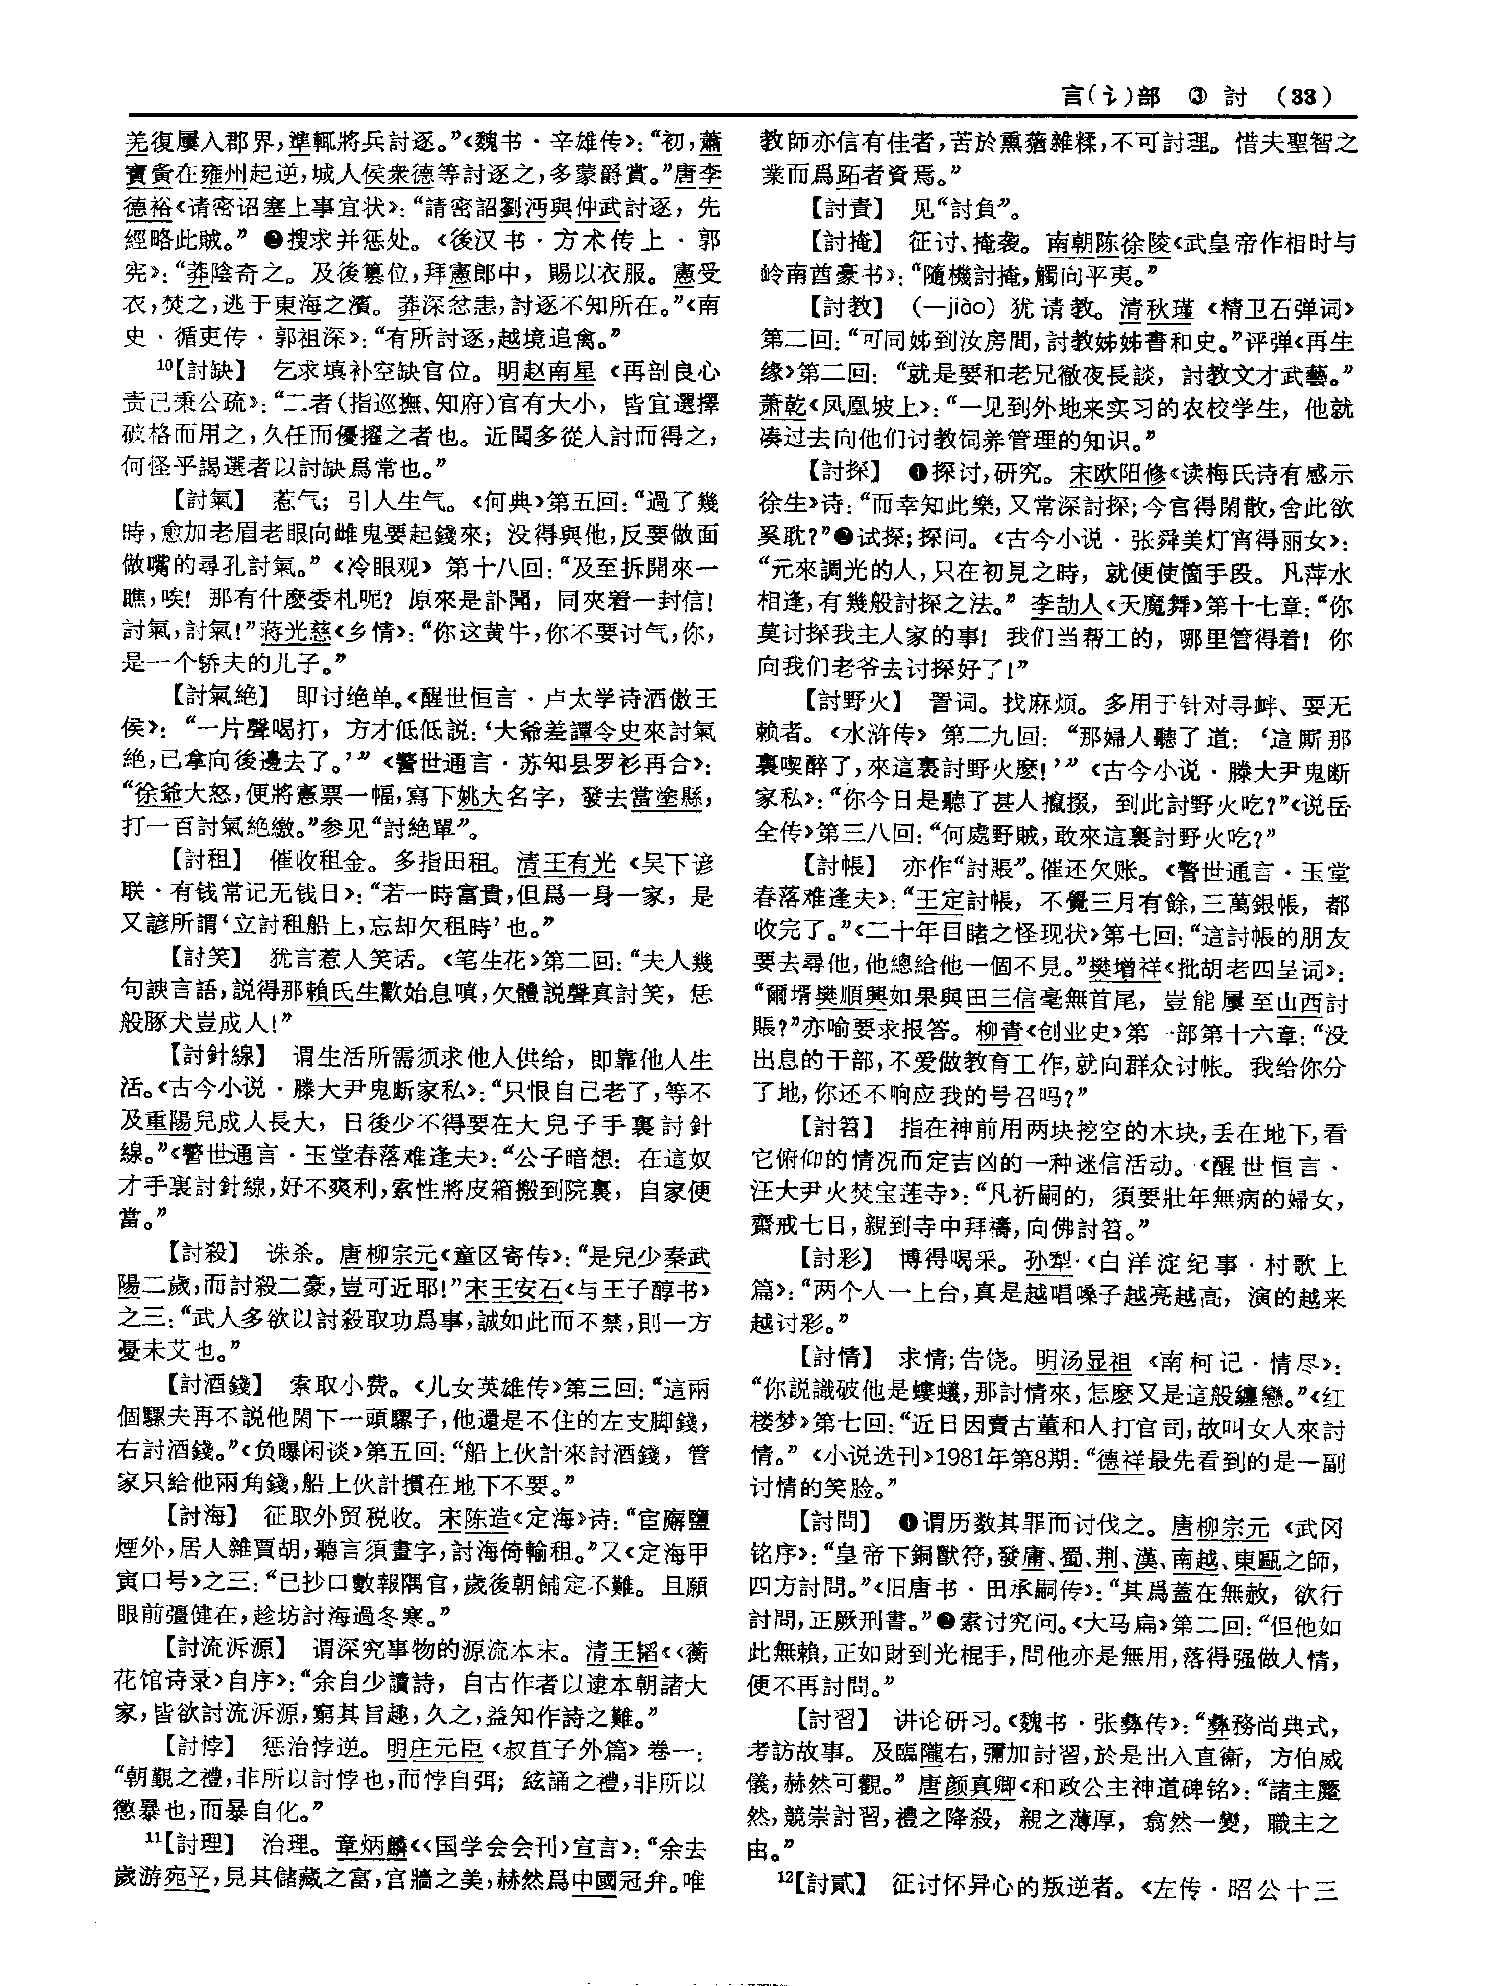 言(讠)部 ③ 討 (33)
羌復屢入郡界,準輒將兵討逐。”《魏书·辛雄传》:“初,蕭
寶夤在雍州起逆,城人侯衆德等討逐之,多蒙爵賞。”唐李
德裕《请密诏塞上事宜状》:“請密詔劉沔與仲武討逐，先
經略此賊。”❷搜求并惩处。《後汉书·方术传上·郭
宪》:“莽陰奇之。及後篡位,拜憲郎中，賜以衣服。憲受
衣,焚之,逃于東海之濱。莽深忿恚,討逐不知所在。”《南
史·循吏传·郭祖深》:“有所討逐,越境追禽。”
10【討缺】 乞求填补空缺官位。明赵南星《再剖良心
责己秉公疏》:“二者(指巡撫、知府)官有大小，皆宜選擇
破格而用之,久任而優擢之者也。近聞多從人討而得之,
何怪乎謁選者以討缺爲常也。”
【討氣】 惹气；引人生气。《何典》第五回:“過了幾
時,愈加老眉老眼向雌鬼要起錢來；没得與他,反要做面
做嘴的尋孔討氣。”《冷眼观》第十八回:“及至拆開來一
瞧,唉！那有什麽委札呢？原來是訃聞，同夾着一封信！
討氣,討氣！”蒋光慈《乡情》:“你这黄牛,你不要讨气,你,
是一个轿夫的儿子。”
【討氣絶】 即讨绝单。《醒世恒言·卢太学诗酒傲王
侯》：“一片聲喝打，方才低低説:‘大爺差譚令史來討氣
絶,已拿向後邊去了。’”《警世通言·苏知县罗衫再合》:
“徐爺大怒,便將憲票一幅,寫下姚大名字，發去當塗縣,
打一百討氣絶繳。”参见“討絶單”。
【討租】 催收租金。多指田租。清王有光《吴下谚
联·有钱常记无钱日》:“若一時富貴,但爲一身一家，是
又諺所謂‘立討租船上,忘却欠租時’也。”
【討笑】 犹言惹人笑话。《笔生花》第二回:“夫人幾
句諛言語,説得那賴氏生歡始息嗔,欠體説聲真討笑，恁
般豚犬豈成人！”
【討針線】 谓生活所需须求他人供给，即靠他人生
活。《古今小说·滕大尹鬼断家私》:“只恨自己老了,等不
及重陽兒成人長大，日後少不得要在大兒子手裏討針
線。”《警世通言·玉堂春落难逢夫》:“公子暗想：在這奴
才手裏討針線,好不爽利,索性將皮箱搬到院裏，自家便
當。”
【討殺】 诛杀。唐柳宗元《童区寄传》:“是兒少秦武
陽二歲,而討殺二豪,豈可近耶！”宋王安石《与王子醇书》
之三:“武人多欲以討殺取功爲事,誠如此而不禁,則一方
憂未艾也。”
【討酒錢】 索取小费。《儿女英雄传》第三回:“這兩
個騾夫再不説他閑下一頭騾子,他還是不住的左支脚錢,
右討酒錢。”《负曝闲谈》第五回:“船上伙計來討酒錢，管
家只給他兩角錢,船上伙計摜在地下不要。”
【討海】 征取外贸税收。宋陈造《定海》诗:“官廨鹽
煙外,居人雜賈胡,聽言須畫字,討海倚輸租。”又《定海甲
寅口号》之三:“已抄口數報隅官,歲後朝餔定不難。且願
眼前彊健在,趁坊討海過冬寒。”
【討流泝源】 谓深究事物的源流本末。清王韬《〈蘅
花馆诗录〉自序》:“余自少讀詩，自古作者以逮本朝諸大
家,皆欲討流泝源,窮其旨趣,久之,益知作詩之難。”
【討悖】 惩治悖逆。明庄元臣《叔苴子外篇》卷一:
“朝覲之禮,非所以討悖也,而悖自弭；絃誦之禮,非所以
懲暴也,而暴自化。”
11【討理】 治理。章炳麟《〈国学会会刊〉宣言》:“余去
歲游宛平,見其儲藏之富,宫牆之美,赫然爲中國冠弁。唯
教師亦信有佳者,苦於熏蕕雜糅,不可討理。惜夫聖智之
業而爲跖者資焉。”
【討責】 见“討負”。
【討掩】 征讨、掩袭。南朝陈徐陵《武皇帝作相时与
岭南酋豪书》:“隨機討掩,觸向平夷。”
【討教】 (—jiào) 犹请教。清秋瑾《精卫石弹词》
第二回:“可同姊到汝房間,討教姊姊書和史。”评弹《再生
缘》第二回：“就是要和老兄徹夜長談，討教文才武藝。”
萧乾《凤凰坡上》:“一见到外地来实习的农校学生，他就
凑过去向他们讨教饲养管理的知识。”
【討探】 ❶探讨,研究。宋欧阳修《读梅氏诗有感示
徐生》诗:“而幸知此樂,又常深討探;今官得閑散,舍此欲
奚耽？”❷试探;探问。《古今小说·张舜美灯宵得丽女》:
“元來調光的人,只在初見之時，就便使箇手段。凡萍水
相逢,有幾般討探之法。”李劼人《天魔舞》第十七章:“你
莫讨探我主人家的事！我们当帮工的，哪里管得着！你
向我们老爷去讨探好了！”
【討野火】 詈词。找麻烦。多用于针对寻衅、耍无
赖者。《水浒传》第二九回：“那婦人聽了道：‘這厮那
裏喫醉了,來這裏討野火麽！’”《古今小说·滕大尹鬼断
家私》:“你今日是聽了甚人攛掇，到此討野火吃？”《说岳
全传》第三八回:“何處野賊,敢來這裏討野火吃？”
【討帳】 亦作“討賬”。催还欠账。《警世通言·玉堂
春落难逢夫》:“王定討帳，不覺三月有餘,三萬銀帳，都
收完了。”《二十年目睹之怪现状》第七回:“這討帳的朋友
要去尋他,他總給他一個不見。”樊增祥《批胡老四呈词》:
“爾壻樊順興如果與田三信毫無首尾，豈能屢至山西討
賬？”亦喻要求报答。柳青《创业史》第一部第十六章:“没
出息的干部,不爱做教育工作,就向群众讨帐。我给你分
了地,你还不响应我的号召吗？”
【討筶】 指在神前用两块挖空的木块,丢在地下,看
它俯仰的情况而定吉凶的一种迷信活动。《醒世恒言·
汪大尹火焚宝莲寺》:“凡祈嗣的，須要壯年無病的婦女,
齋戒七日,親到寺中拜禱,向佛討筶。”
【討彩】 博得喝采。孙犁·《白洋淀纪事·村歌上
篇》:“两个人一上台,真是越唱嗓子越亮越高，演的越来
越讨彩。”
【討情】 求情;告饶。明汤显祖《南柯记·情尽》:
“你説識破他是螻蟻,那討情來,怎麽又是這般纏戀。”《红
楼梦》第七回:“近日因賣古董和人打官司,故叫女人來討
情。”《小说选刊》1981年第8期:“德祥最先看到的是一副
讨情的笑脸。”
【討問】 ❶谓历数其罪而讨伐之。唐柳宗元《武冈
铭序》:“皇帝下銅獸符,發庸、蜀、荆、漢、南越、東甌之師,
四方討問。”《旧唐书·田承嗣传》:“其爲蓋在無赦，欲行
討問,正厥刑書。”❷索讨究问。《大马扁》第二回:“但他如
此無賴,正如財到光棍手,問他亦是無用,落得强做人情,
便不再討問。”
【討習】 讲论研习。《魏书·张彝传》:“彝務尚典式,
考訪故事。及臨隴右,彌加討習,於是出入直衛，方伯威
儀,赫然可觀。”唐颜真卿《和政公主神道碑铭》:“諸主蹷
然,競崇討習,禮之降殺，親之薄厚，翕然一變，職主之
由。”
12【討貳】 征讨怀异心的叛逆者。《左传·昭公十三